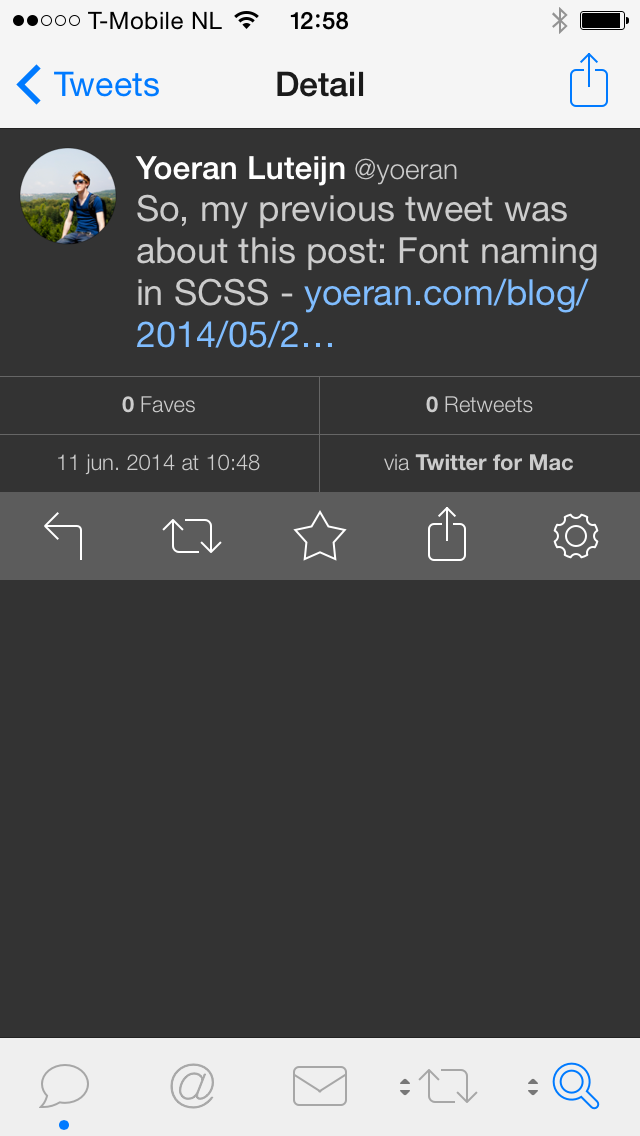 T-Mobile NL 12:58
Tweets Detail
Yoeran Luteijn @yoeran
So, my previous tweet was
about this post: Font naming
in SCSS - yoeran.com/blog/
2014/05/2...
0 Faves 0 Retweets
11 jun. 2014 at 10:48 via Twitter for Mac
@